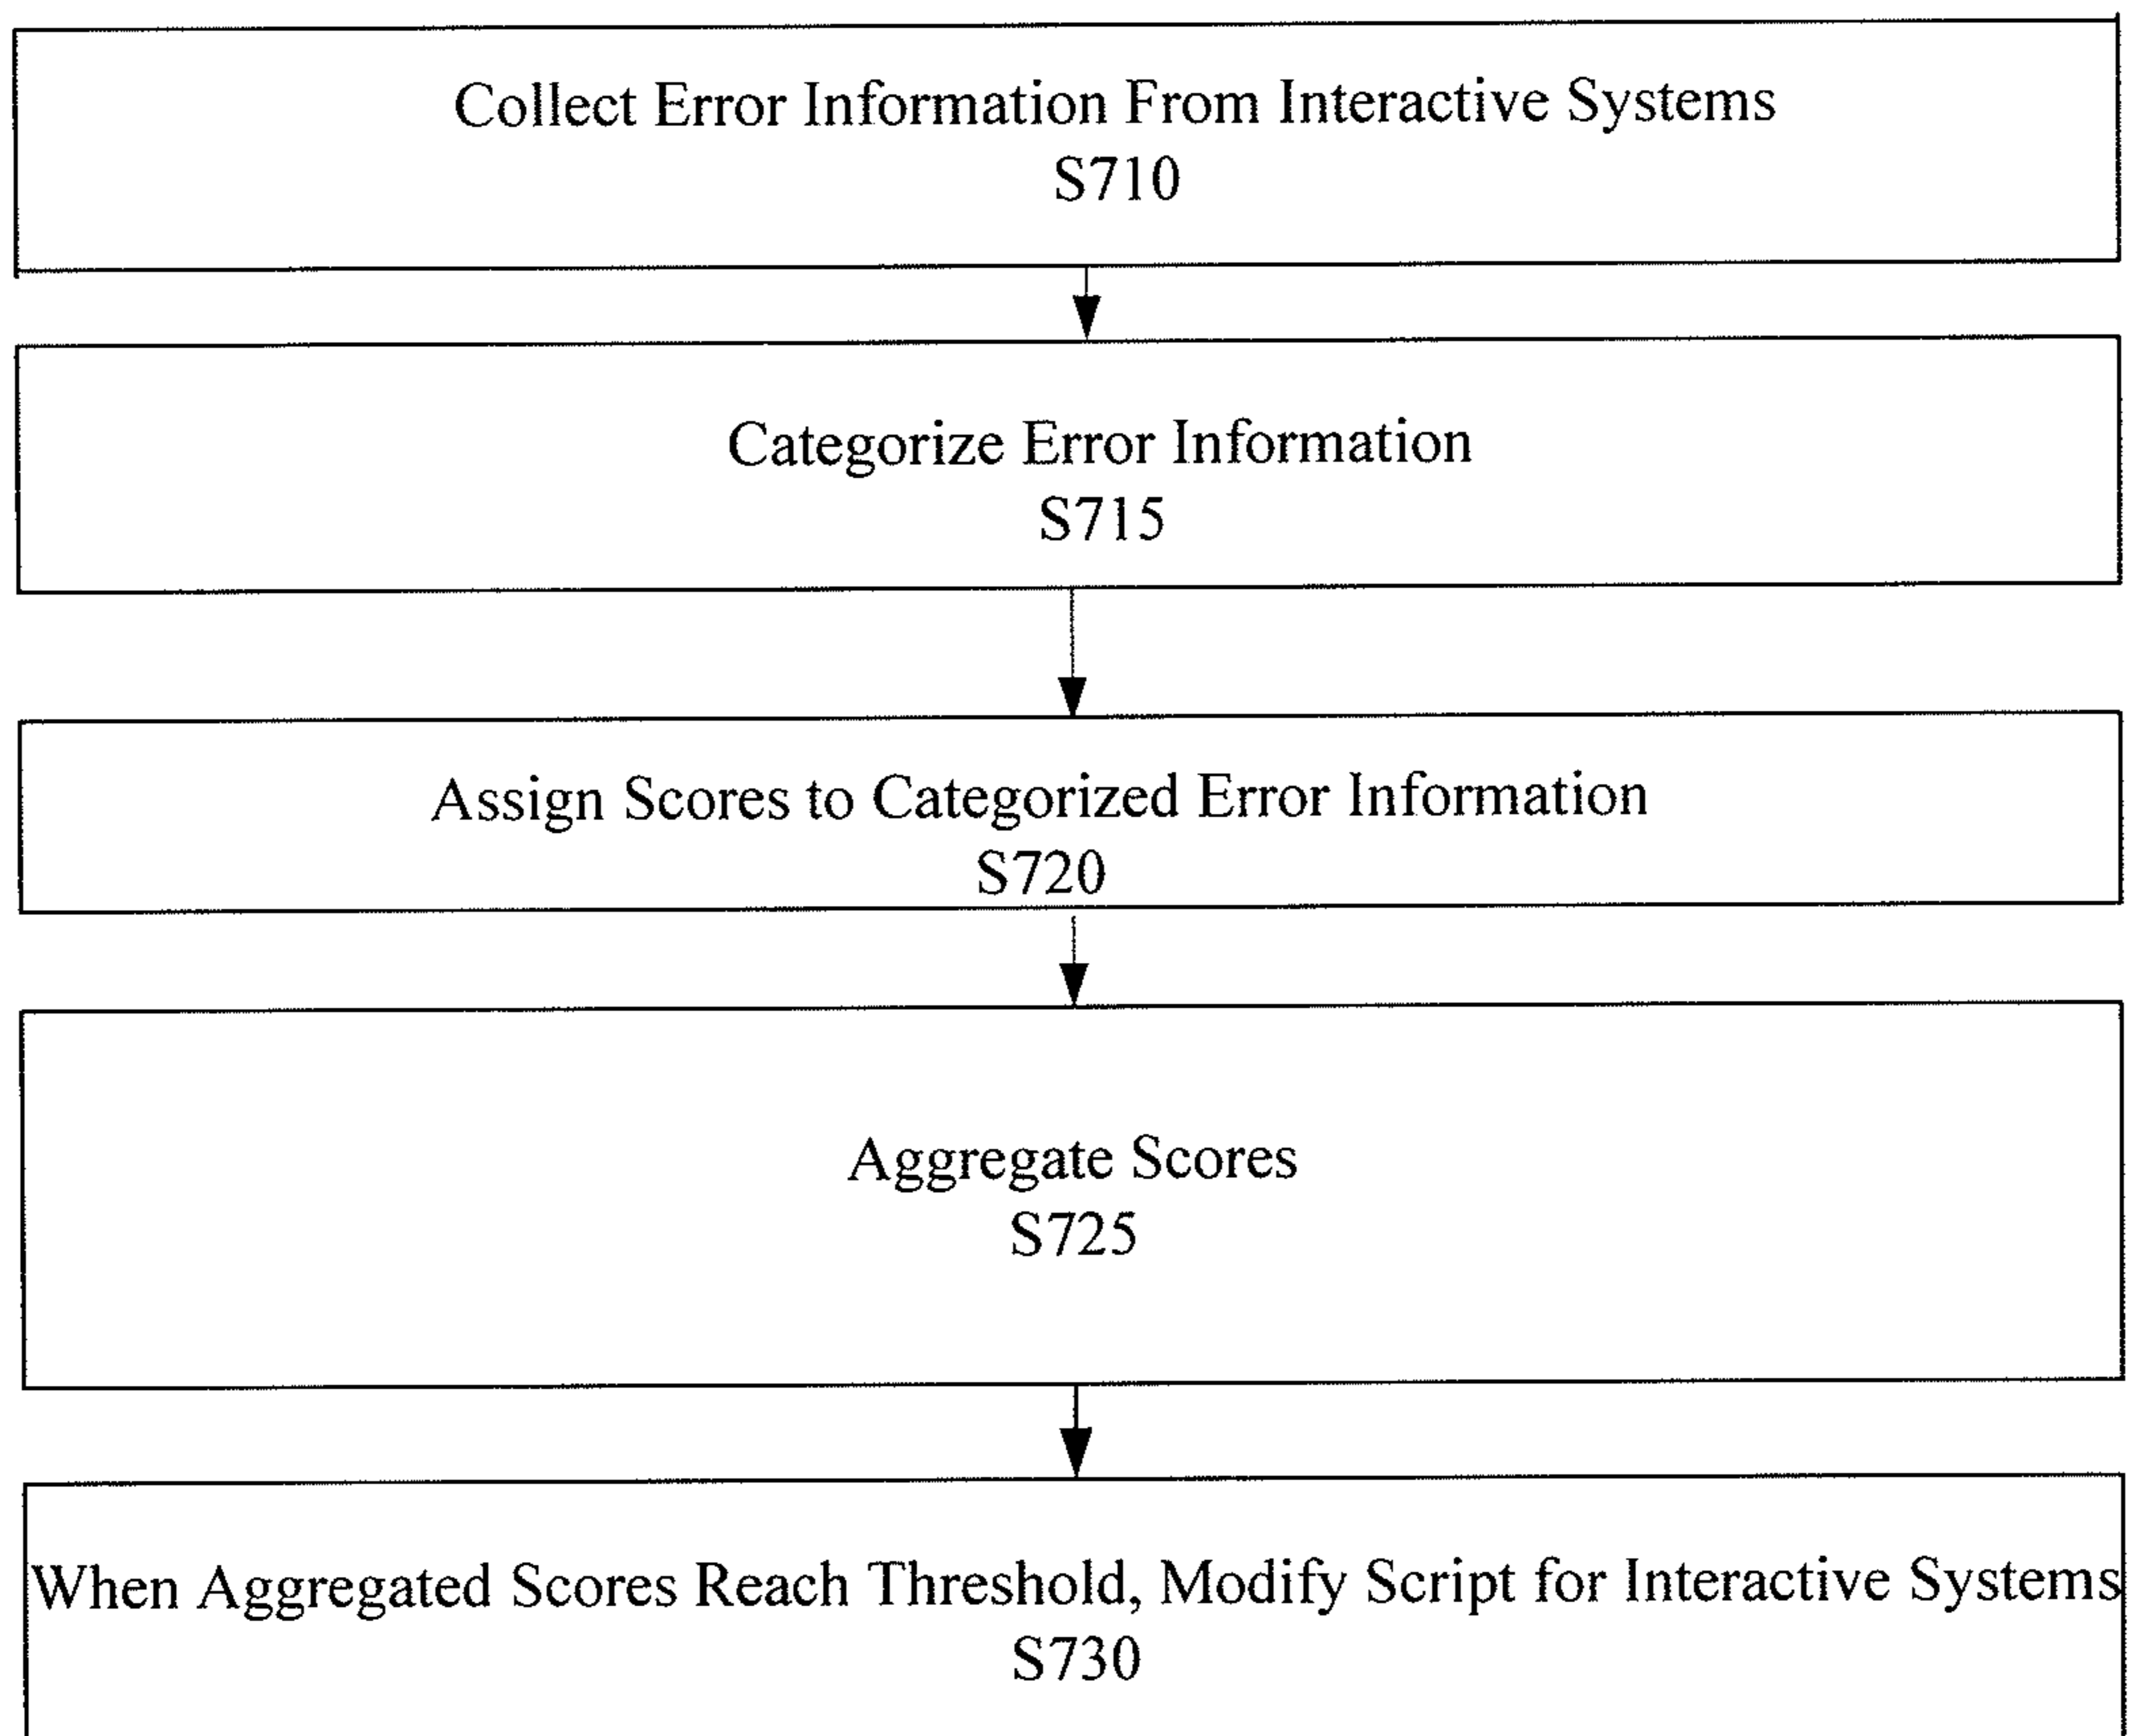 Collect Error Information From Interactive Systems
S710
Categorize Error Information
S715
Assign Scores to Categorized Error Information
S720
Aggregate Scores
S725
When Aggregated Scores Reach Threshold, Modify Script for Interactive Systems
S730